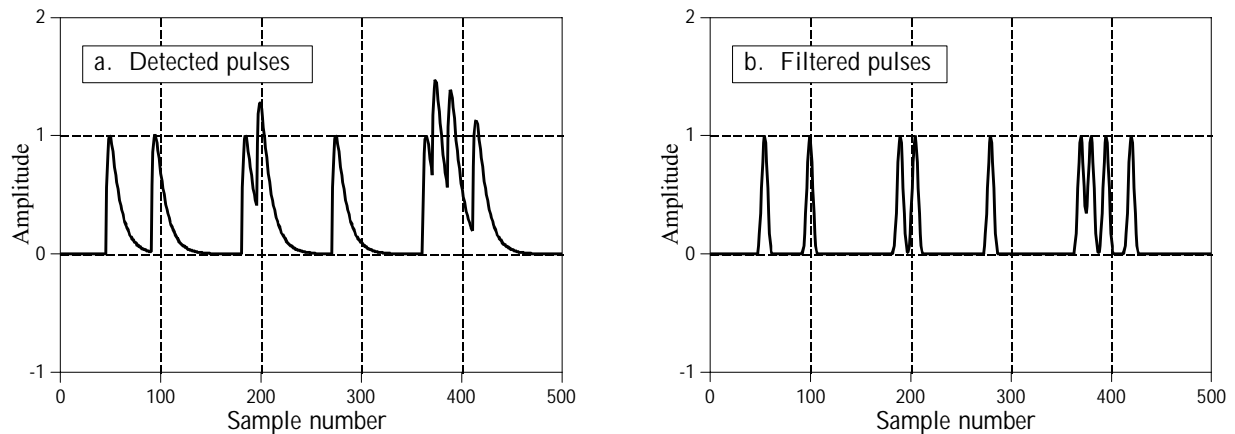 a. Detected pulses
Amplitude
2
1
0
-1
0 100 200 300 400 500
Sample number
b. Filtered pulses
Amplitude
2
1
0
-1
0 100 200 300 400 500
Sample number